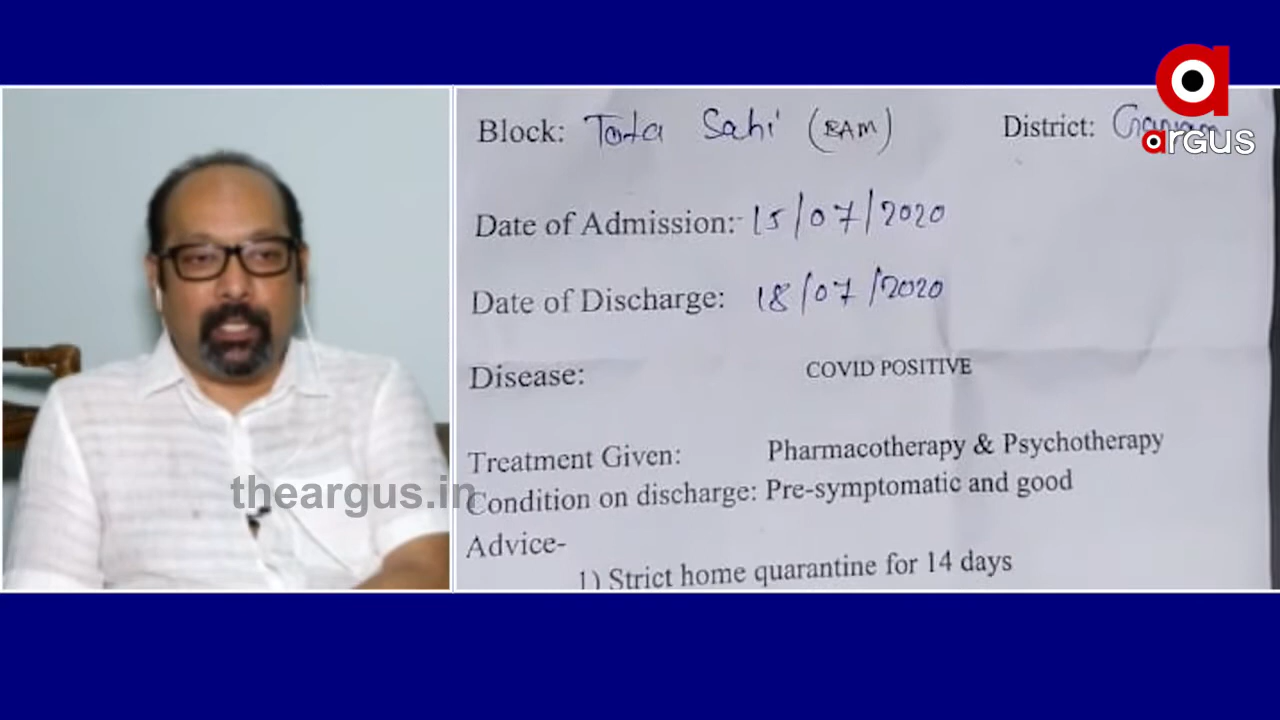 argus
Block: Tota Sahi (BAM) District: Ganjam
Date of Admission:- 15/07/2020
Date of Discharge: 18/07/2020
Disease: COVID POSITIVE
Treatment Given: Pharmacotherapy & Psychotherapy
theargus.in
Condition on discharge: Pre-symptomatic and good
Advice-
1) Strict home quarantine for 14 days